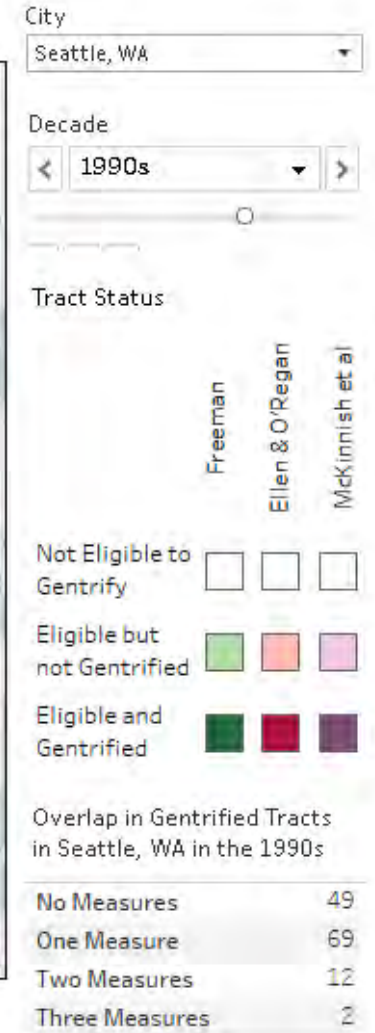 City
Seattle, WA
Decade
< 1990s >
Tract Status
Freeman
Ellen & O'Regan
McKinnish et al
Not Eligible to
Gentrify
Eligible but
not Gentrified
Eligible and
Gentrified
Overlap in Gentrified Tracts
in Seattle, WA in the 1990s
No Measures 49
One Measure 69
Two Measures 12
Three Measures 2